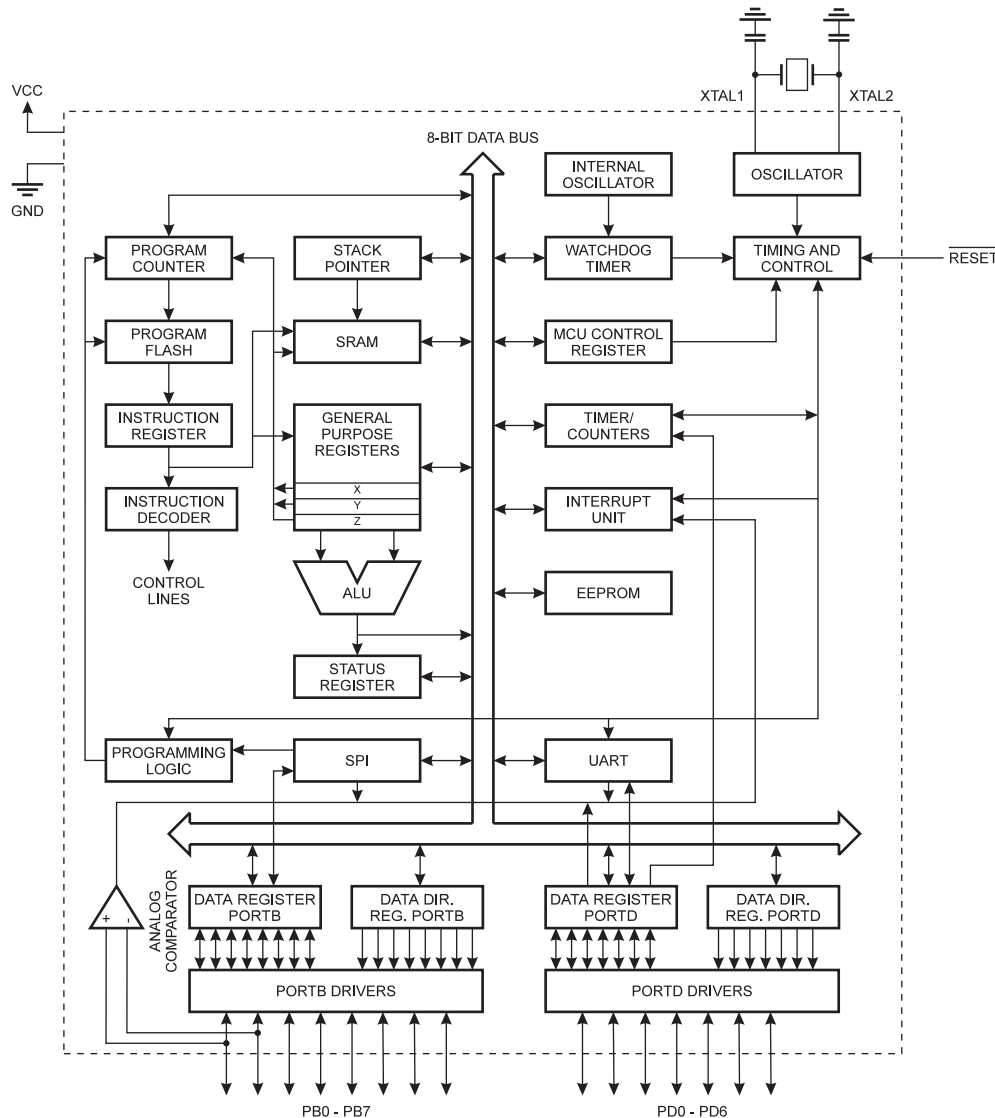 XTAL1
XTAL2
VCC
GND
8-BIT DATA BUS
INTERNAL
OSCILLATOR
OSCILLATOR
PROGRAM
COUNTER
STACK
POINTER
WATCHDOG
TIMER
TIMING AND
CONTROL
RESET
PROGRAM
FLASH
SRAM
MCU CONTROL
REGISTER
INSTRUCTION
REGISTER
GENERAL
PURPOSE
REGISTERS
X
Y
Z
TIMER/
COUNTERS
INSTRUCTION
DECODER
INTERRUPT
UNIT
CONTROL
LINES
ALU
EEPROM
STATUS
REGISTER
PROGRAMMING
LOGIC
SPI
UART
ANALOG
COMPARATOR
+
-
DATA REGISTER
PORTB
DATA DIR.
REG. PORTB
DATA REGISTER
PORTD
DATA DIR.
REG. PORTD
PORTB DRIVERS
PORTD DRIVERS
PB0 - PB7
PD0 - PD6